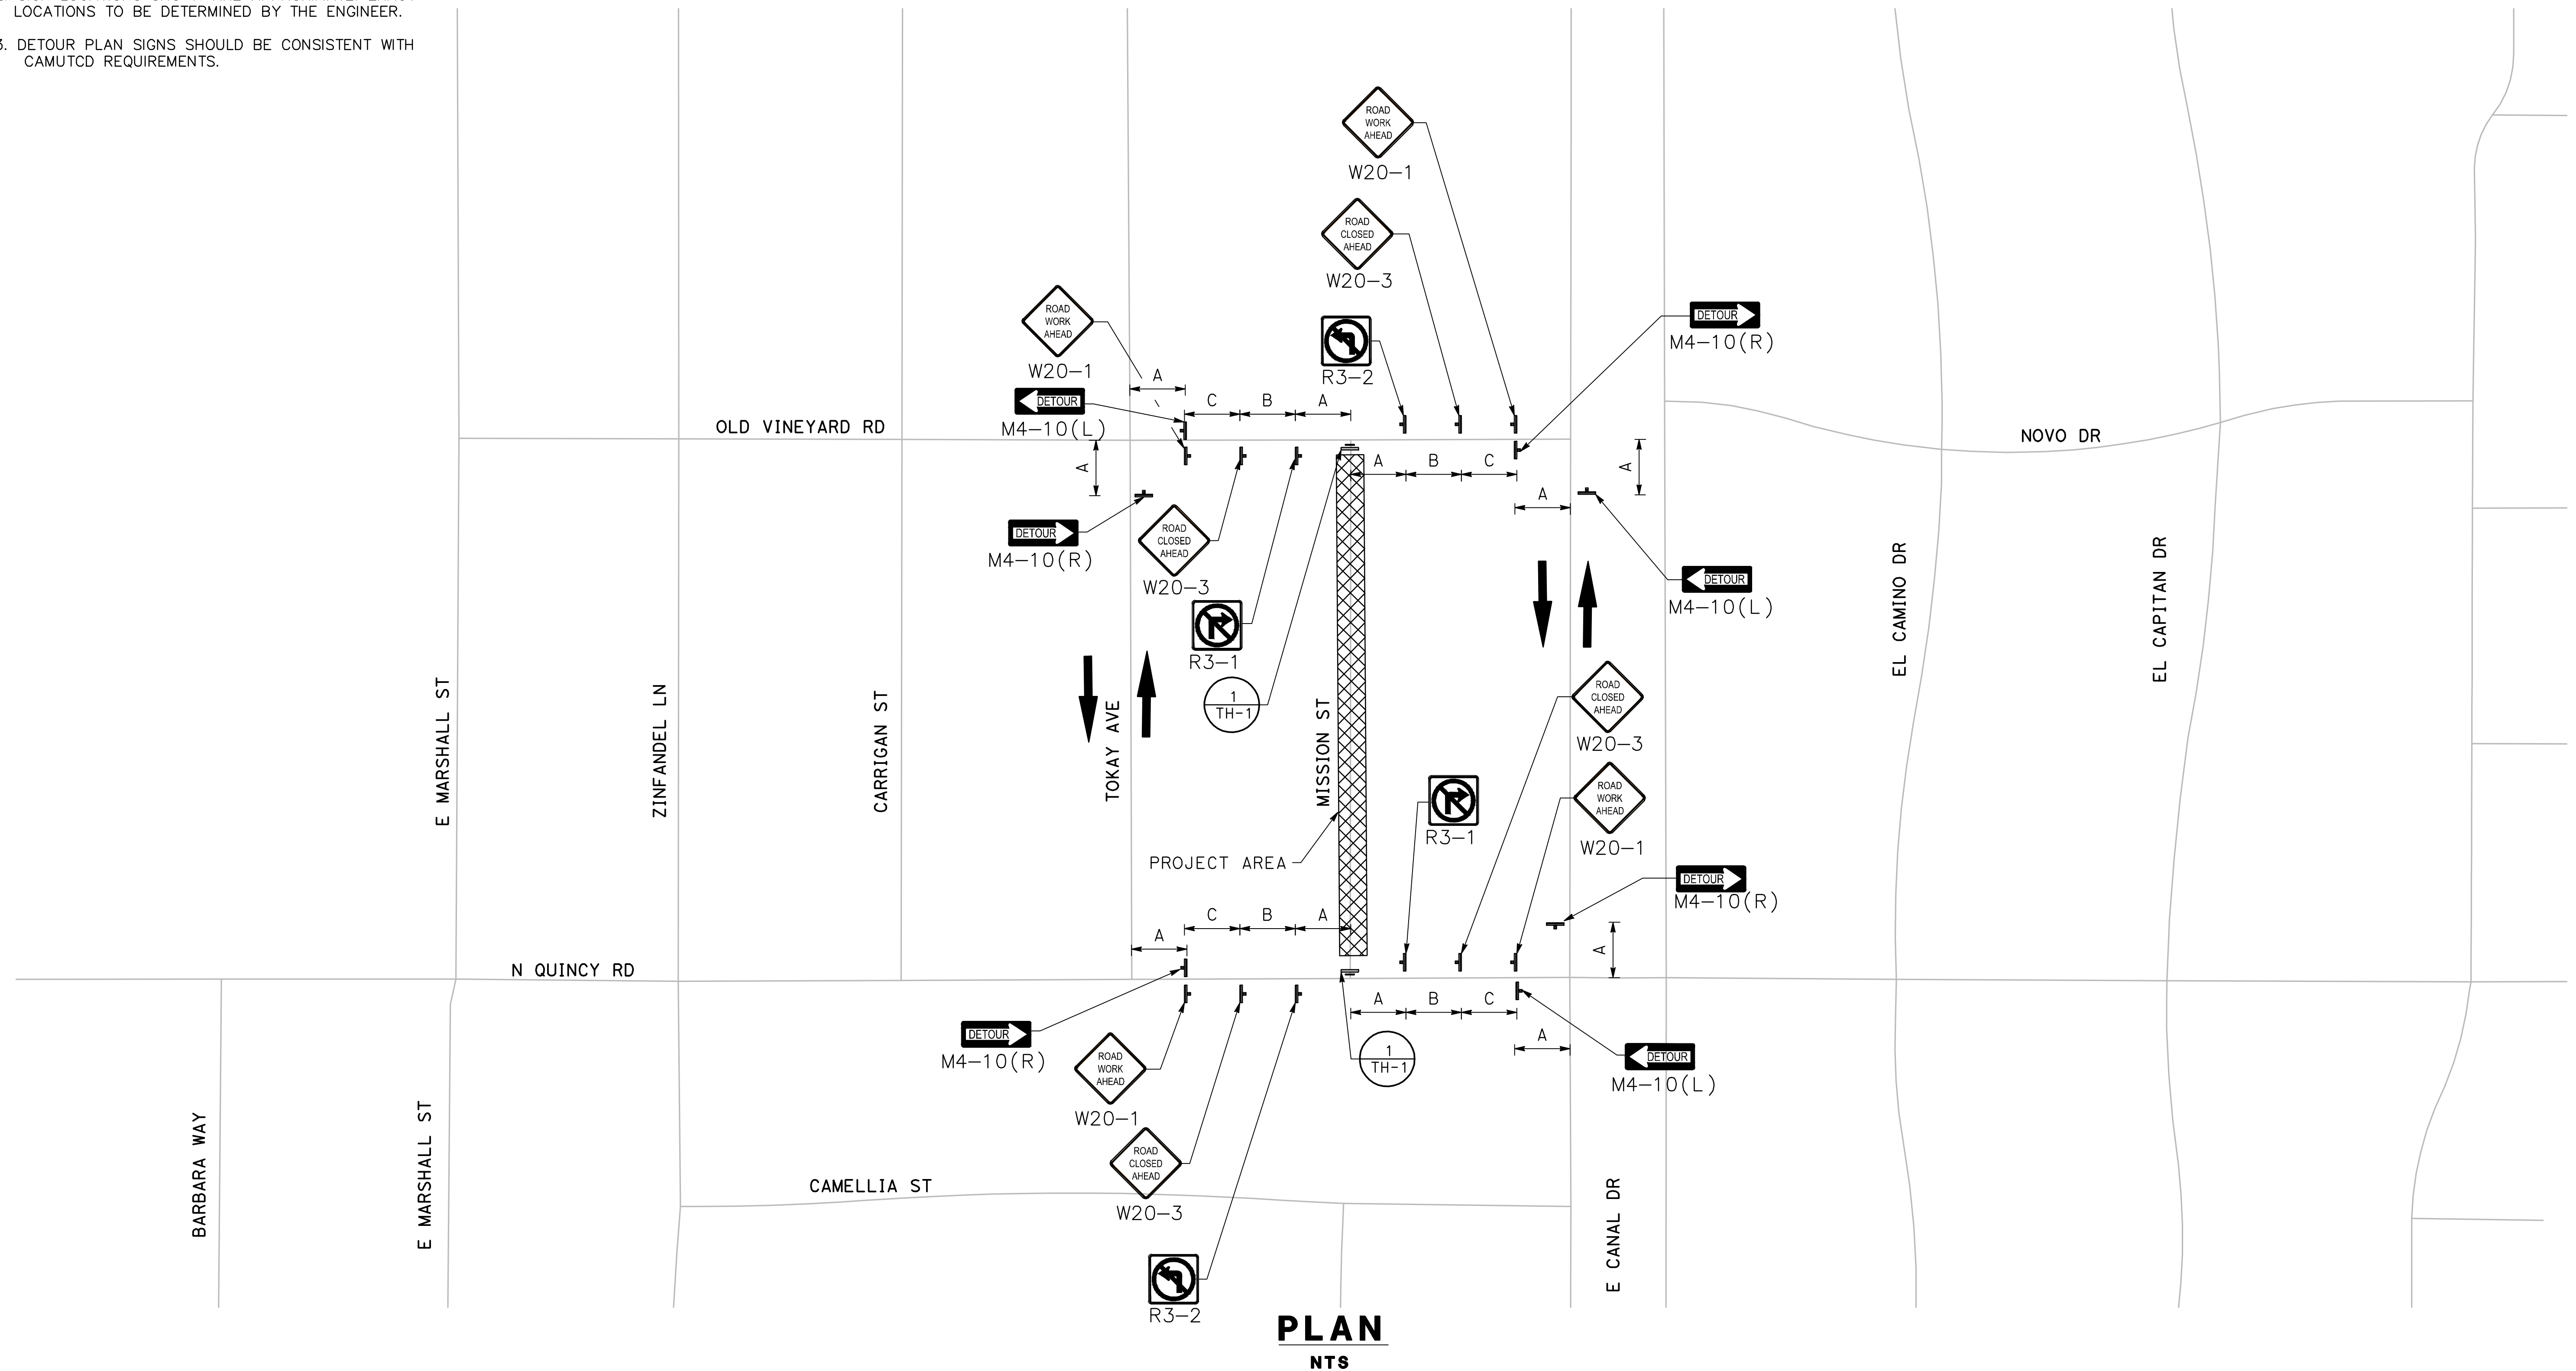 LOCATIONS TO BE DETERMINED BY THE ENGINEER.
3. DETOUR PLAN SIGNS SHOULD BE CONSISTENT WITH
CAMUTCD REQUIREMENTS.
ROAD
WORK
AHEAD
W20-1
ROAD
CLOSED
AHEAD
W20-3
R3-2
ROAD
WORK
AHEAD
W20-1
DETOUR
M4-10(L)
DETOUR
M4-10(R)
A
C
B
A
OLD VINEYARD RD
NOVO DR
A
A
B
C
A
A
DETOUR
M4-10(R)
ROAD
CLOSED
AHEAD
W20-3
R3-1
1
TH-1
DETOUR
M4-10(L)
E MARSHALL ST
ZINFANDEL LN
CARRIGAN ST
TOKAY AVE
MISSION ST
EL CAMINO DR
EL CAPITAN DR
ROAD
CLOSED
AHEAD
W20-3
R3-1
ROAD
WORK
AHEAD
W20-1
PROJECT AREA
DETOUR
M4-10(R)
C
B
A
A
A
N QUINCY RD
A
B
C
A
DETOUR
M4-10(R)
ROAD
WORK
AHEAD
W20-1
1
TH-1
DETOUR
M4-10(L)
ROAD
CLOSED
AHEAD
W20-3
R3-2
BARBARA WAY
E MARSHALL ST
CAMELLIA ST
E CANAL DR
PLAN
NTS